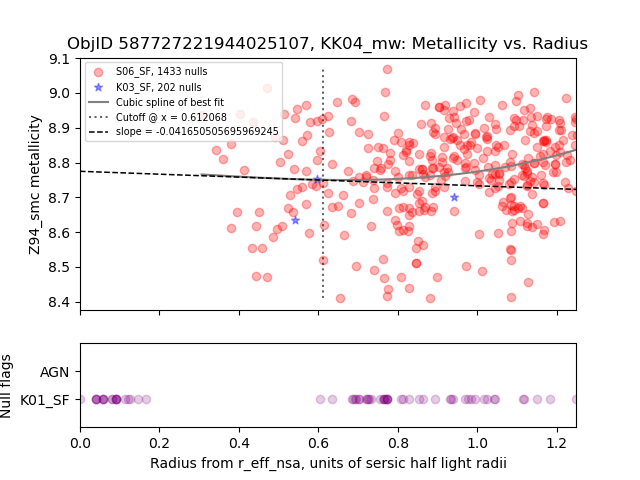 ObjID 587727221944025107, KK04_mw: Metallicity vs. Radius
9.1
9.0
8.9
8.8
8.7
8.6
8.5
8.4
Z94_smc metallicity
S06_SF, 1433 nulls
K03_SF, 202 nulls
Cubic spline of best fit
Cutoff @ x = 0.612068
slope = -0.041650505695969245
Null flags
AGN
K01_SF
0.0 0.2 0.4 0.6 0.8 1.0 1.2
Radius from r_eff_nsa, units of sersic half light radii